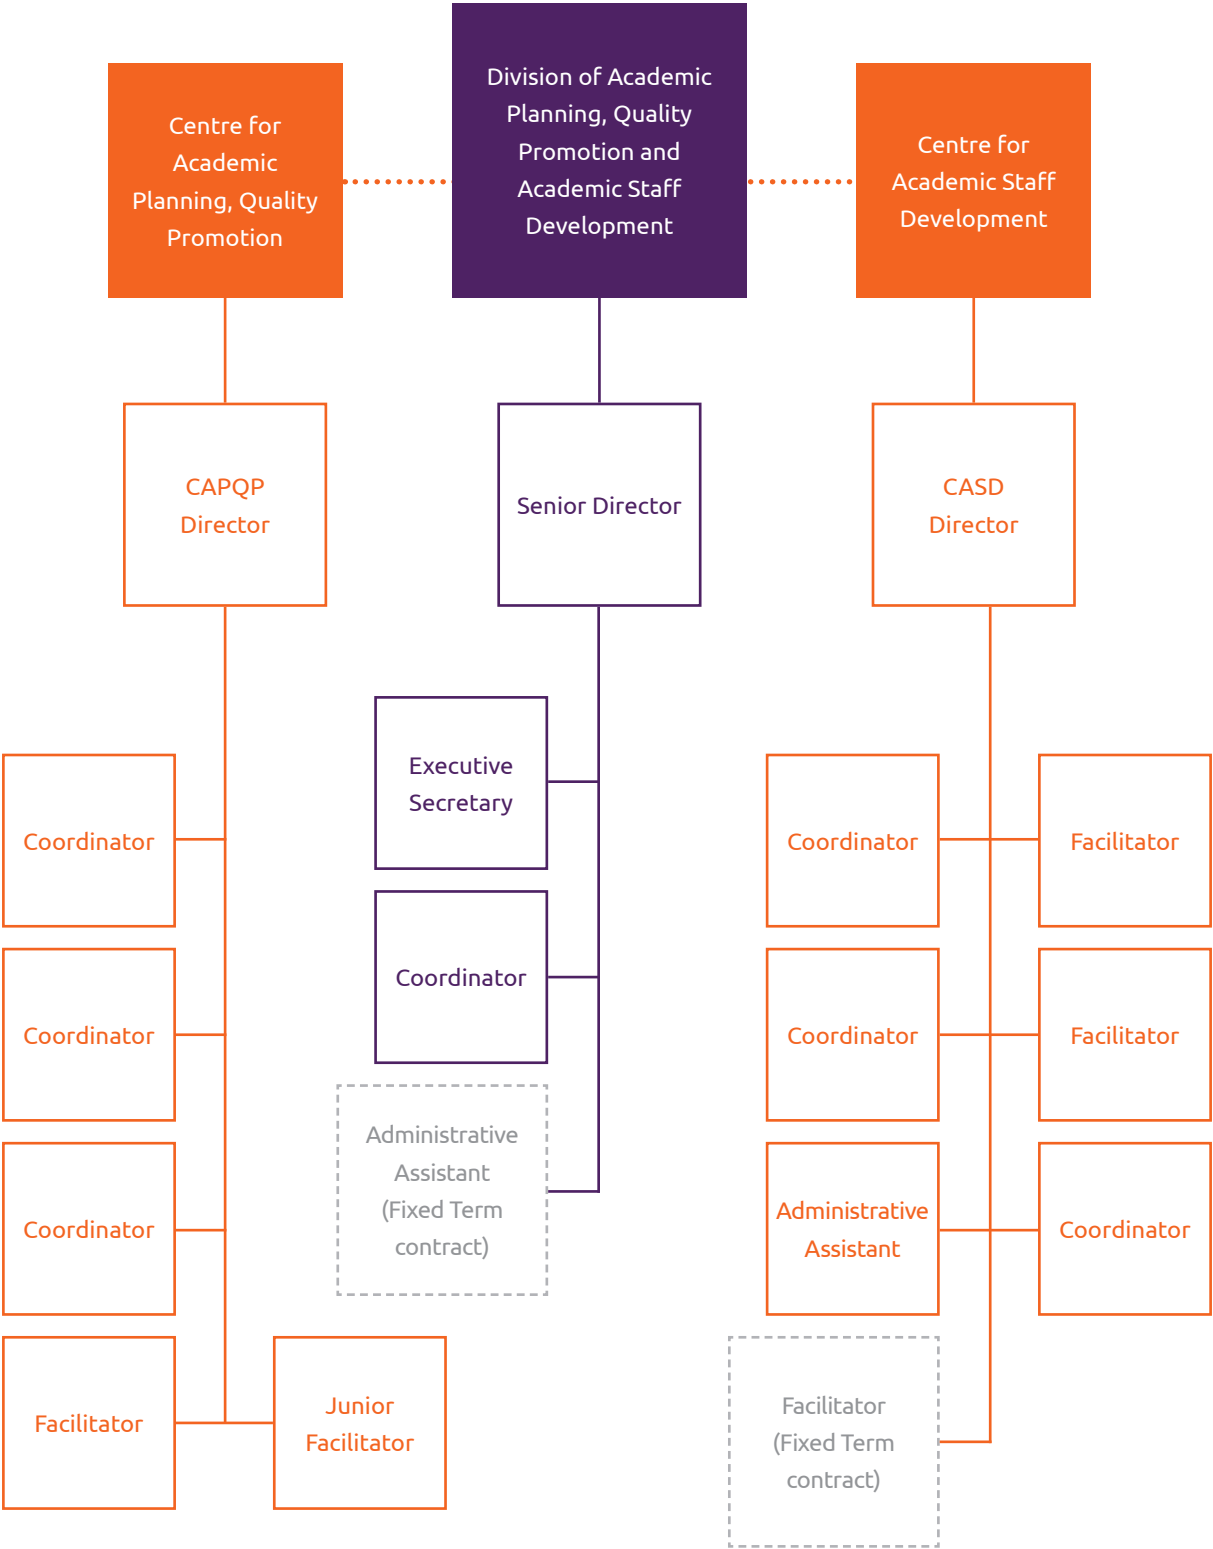 Centre for
Academic
Planning, Quality
Promotion
Division of Academic
Planning, Quality
Promotion and
Academic Staff
Development
Centre for
Academic Staff
Development
CAPQP
Director
Senior Director
CASD
Director
Coordinator
Coordinator
Coordinator
Facilitator
Junior
Facilitator
Executive
Secretary
Coordinator
Administrative
Assistant
(Fixed Term
contract)
Coordinator
Facilitator
Coordinator
Facilitator
Administrative
Assistant
Coordinator
Facilitator
(Fixed Term
contract)